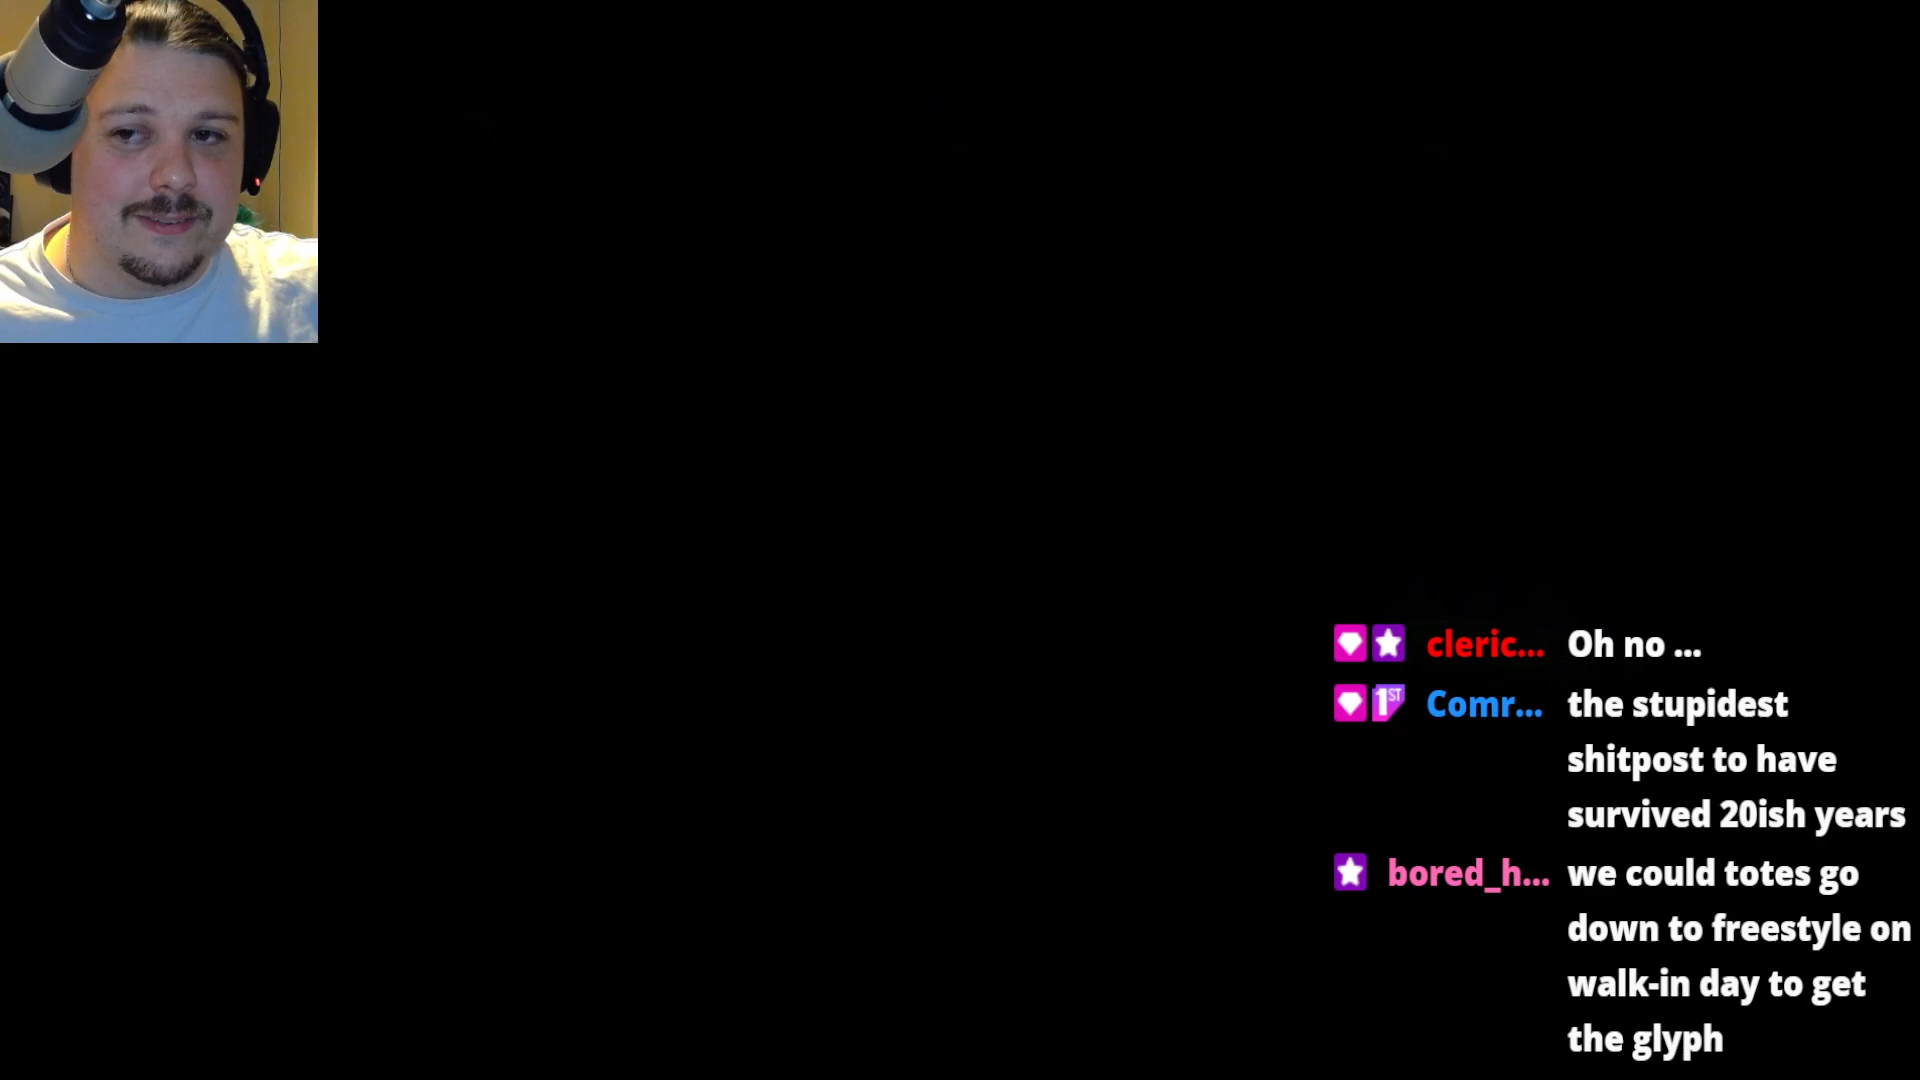 cleric... Oh no ...
1ST Comr... the stupidest
shitpost to have
survived 20ish years
bored_h... we could totes go
down to freestyle on
walk-in day to get
the glyph